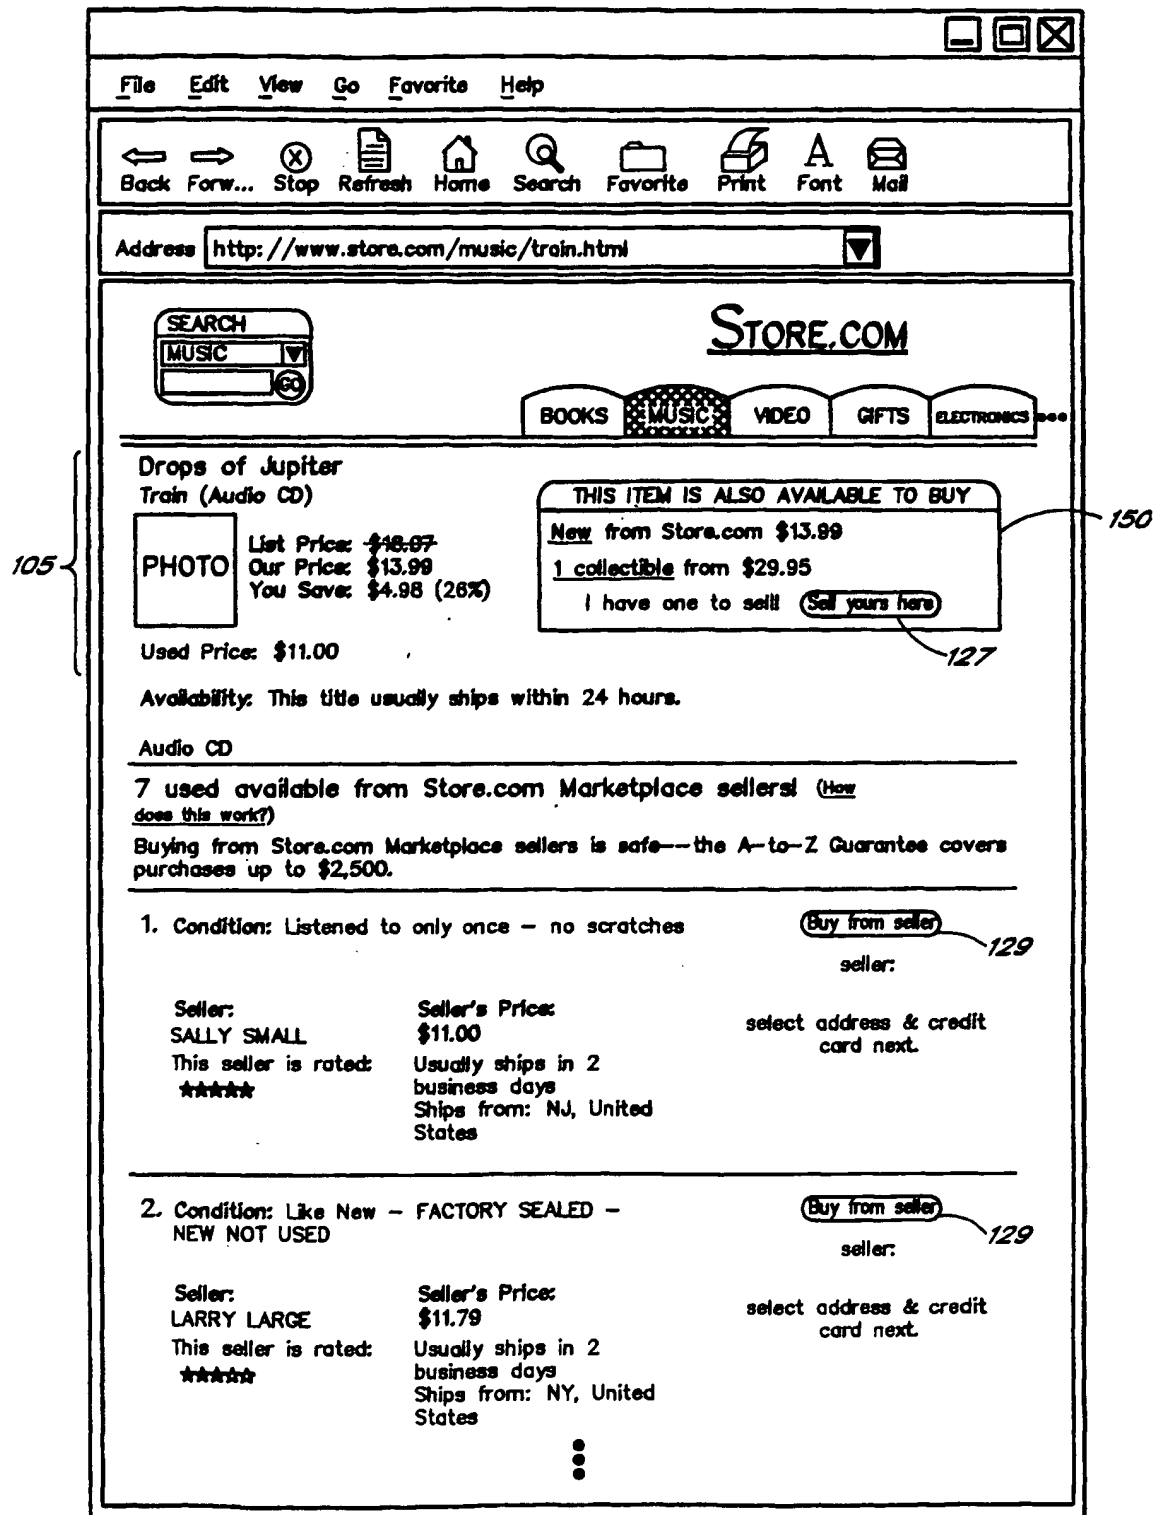 File Edit View Go Favorite Help
Back Forw... Stop Refresh Home Search Favorite Print Font Mail
Address http://www.store.com/music/train.html
SEARCH
MUSIC
GO
STORE.COM
BOOKS MUSIC VIDEO GIFTS ELECTRONICS
Drops of Jupiter
Train (Audio CD)
105
PHOTO
List Price: $18.97
Our Price: $13.99
You Save: $4.98 (26%)
Used Price: $11.00
THIS ITEM IS ALSO AVAILABLE TO BUY
150
New from Store.com $13.99
1 collectible from $29.95
I have one to sell! Sell yours here
127
Availability: This title usually ships within 24 hours.
Audio CD
7 used available from Store.com Marketplace sellers! (How
does this work?)
Buying from Store.com Marketplace sellers is safe--the A-to-Z Guarantee covers
purchases up to $2,500.
1. Condition: Listened to only once - no scratches
Buy from seller
129
seller:
Seller:
SALLY SMALL
This seller is rated:
Seller's Price:
$11.00
Usually ships in 2
business days
Ships from: NJ, United
States
select address & credit
card next.
2. Condition: Like New - FACTORY SEALED -
NEW NOT USED
Buy from seller
129
seller:
Seller:
LARRY LARGE
This seller is rated:
Seller's Price:
$11.79
Usually ships in 2
business days
Ships from: NY, United
States
select address & credit
card next.